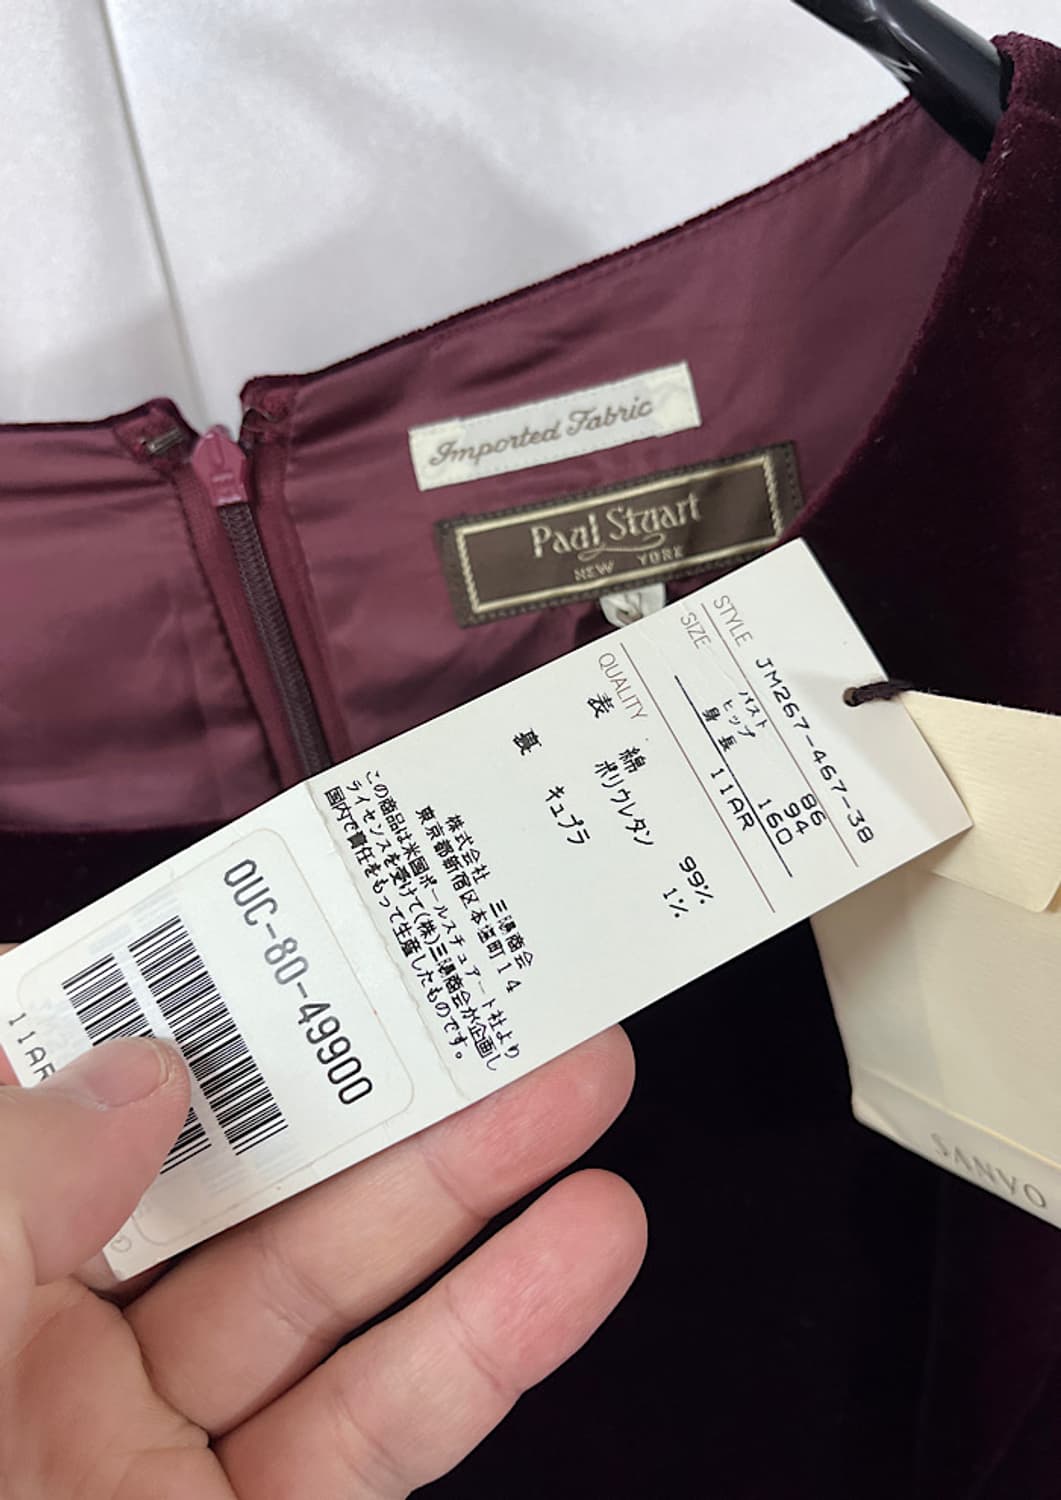 Imported Fabric
Paul Stuart
NEW YORK
STYLE JM267-467-38
SIZE バスト 86
ヒップ 94
身長 160
11AR
QUALITY
表 綿 99%
ポリウレタン 1%
裏 キュプラ
株式会社 三陽商会
東京都新宿区本塩町14
この商品は米国ポールスチュアート社より
ライセンスを受けて(株)三陽商会が企画し
国内で責任をもって生産したものです。
OUC-80-49900
11AR
SANYO